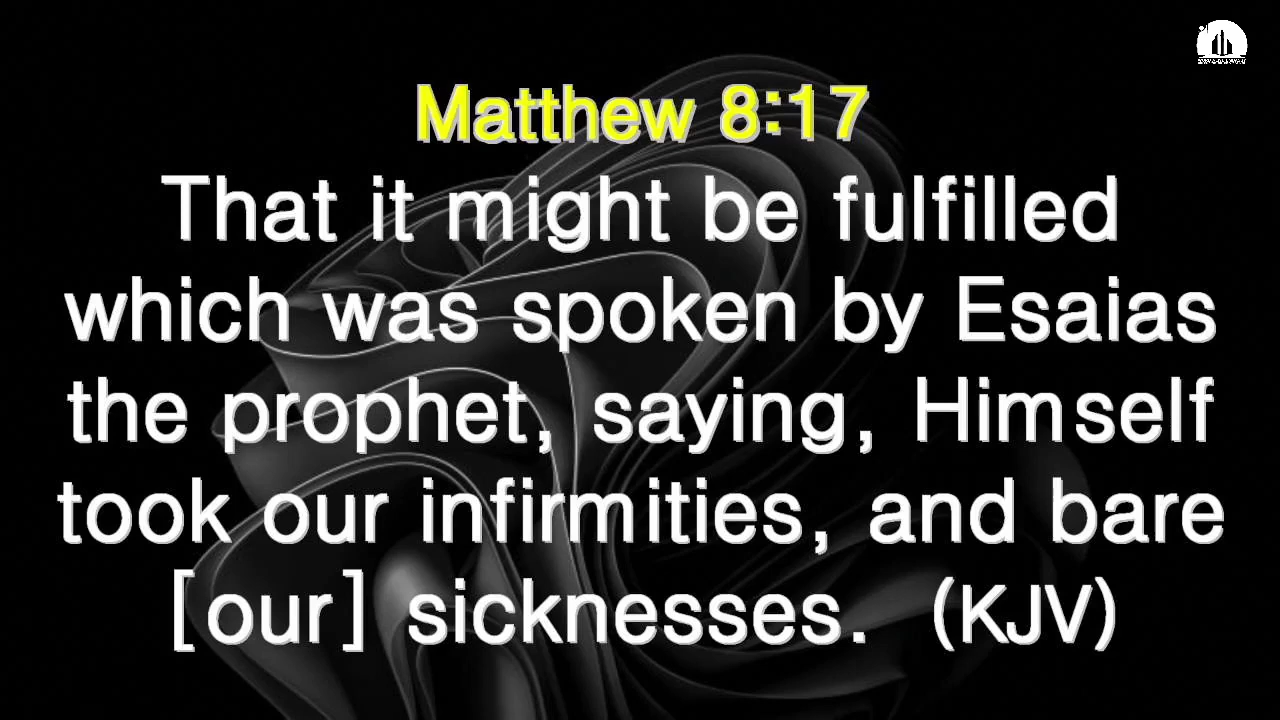 Matthew 8:17
That it might be fulfilled
which was spoken by Esaias
the prophet, saying, Himself
took our infirmities, and bare
[our] sicknesses. (KJV)